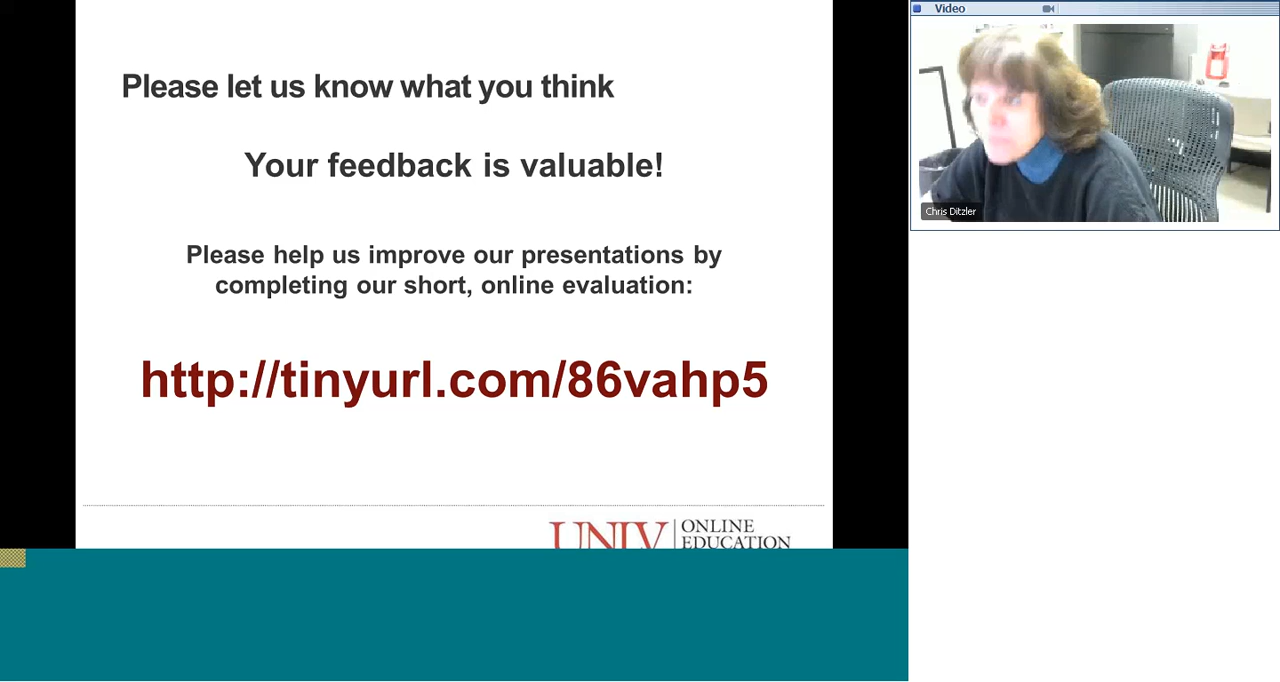 Please let us know what you think
Your feedback is valuable!
Please help us improve our presentations by
completing our short, online evaluation:
http://tinyurl.com/86vahp5
UNLV
ONLINE
EDUCATION
Video
Chris Ditzler